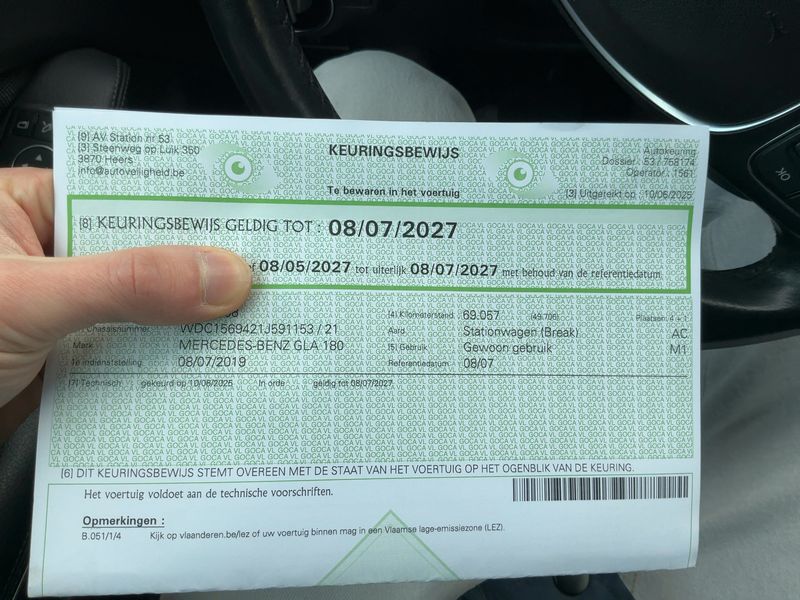 [9] AV Station nr 53
[3] Steenweg op Luik 350
3870 Heers
info@autoveiligheid.be
KEURINGSBEWIJS
Te bewaren in het voertuig
Autokeuring
Dossier : 53 / 758174
Operator : 1561
[3] Uitgereikt op : 10/06/2025
[8] KEURINGSBEWIJS GELDIG TOT : 08/07/2027
08/05/2027 tot uiterlijk 08/07/2027 met behoud van de referentiedatum.
[4] Kilometerstand 69.057 (49.706) Plaatsen: 4 + 1
Chassisnummer WDC1569421J591153 / 21 Aard Stationwagen (Break) AC
Merk MERCEDES-BENZ GLA 180 [5] Gebruik Gewoon gebruik M1
1e indienststelling 08/07/2019 Referentiedatum 08/07
[7] Technisch gekeurd op 10/06/2025 In orde geldig tot 08/07/2027
[6] DIT KEURINGSBEWIJS STEMT OVEREEN MET DE STAAT VAN HET VOERTUIG OP HET OGENBLIK VAN DE KEURING.
Het voertuig voldoet aan de technische voorschriften.
Opmerkingen :
B.051/1/4 Kijk op vlaanderen.be/lez of uw voertuig binnen mag in een Vlaamse lage-emissiezone (LEZ).
OK